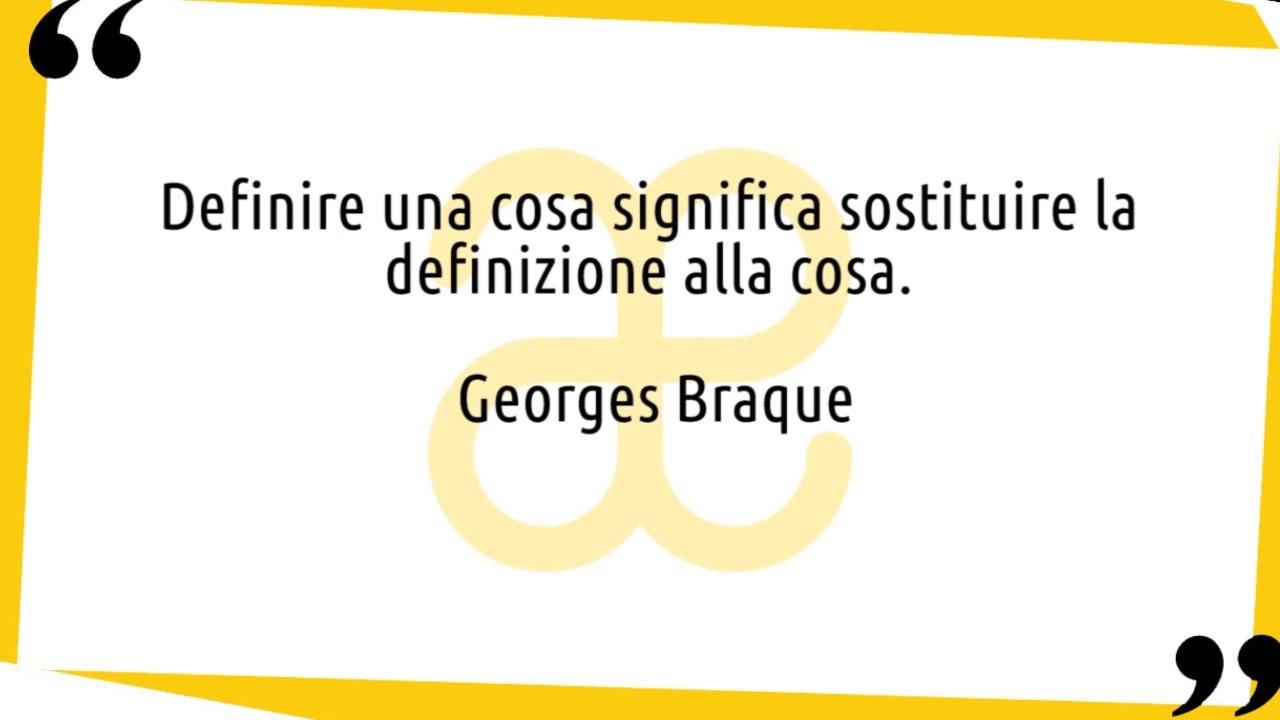 “
Definire una cosa significa sostituire la
definizione alla cosa.
Georges Braque
”